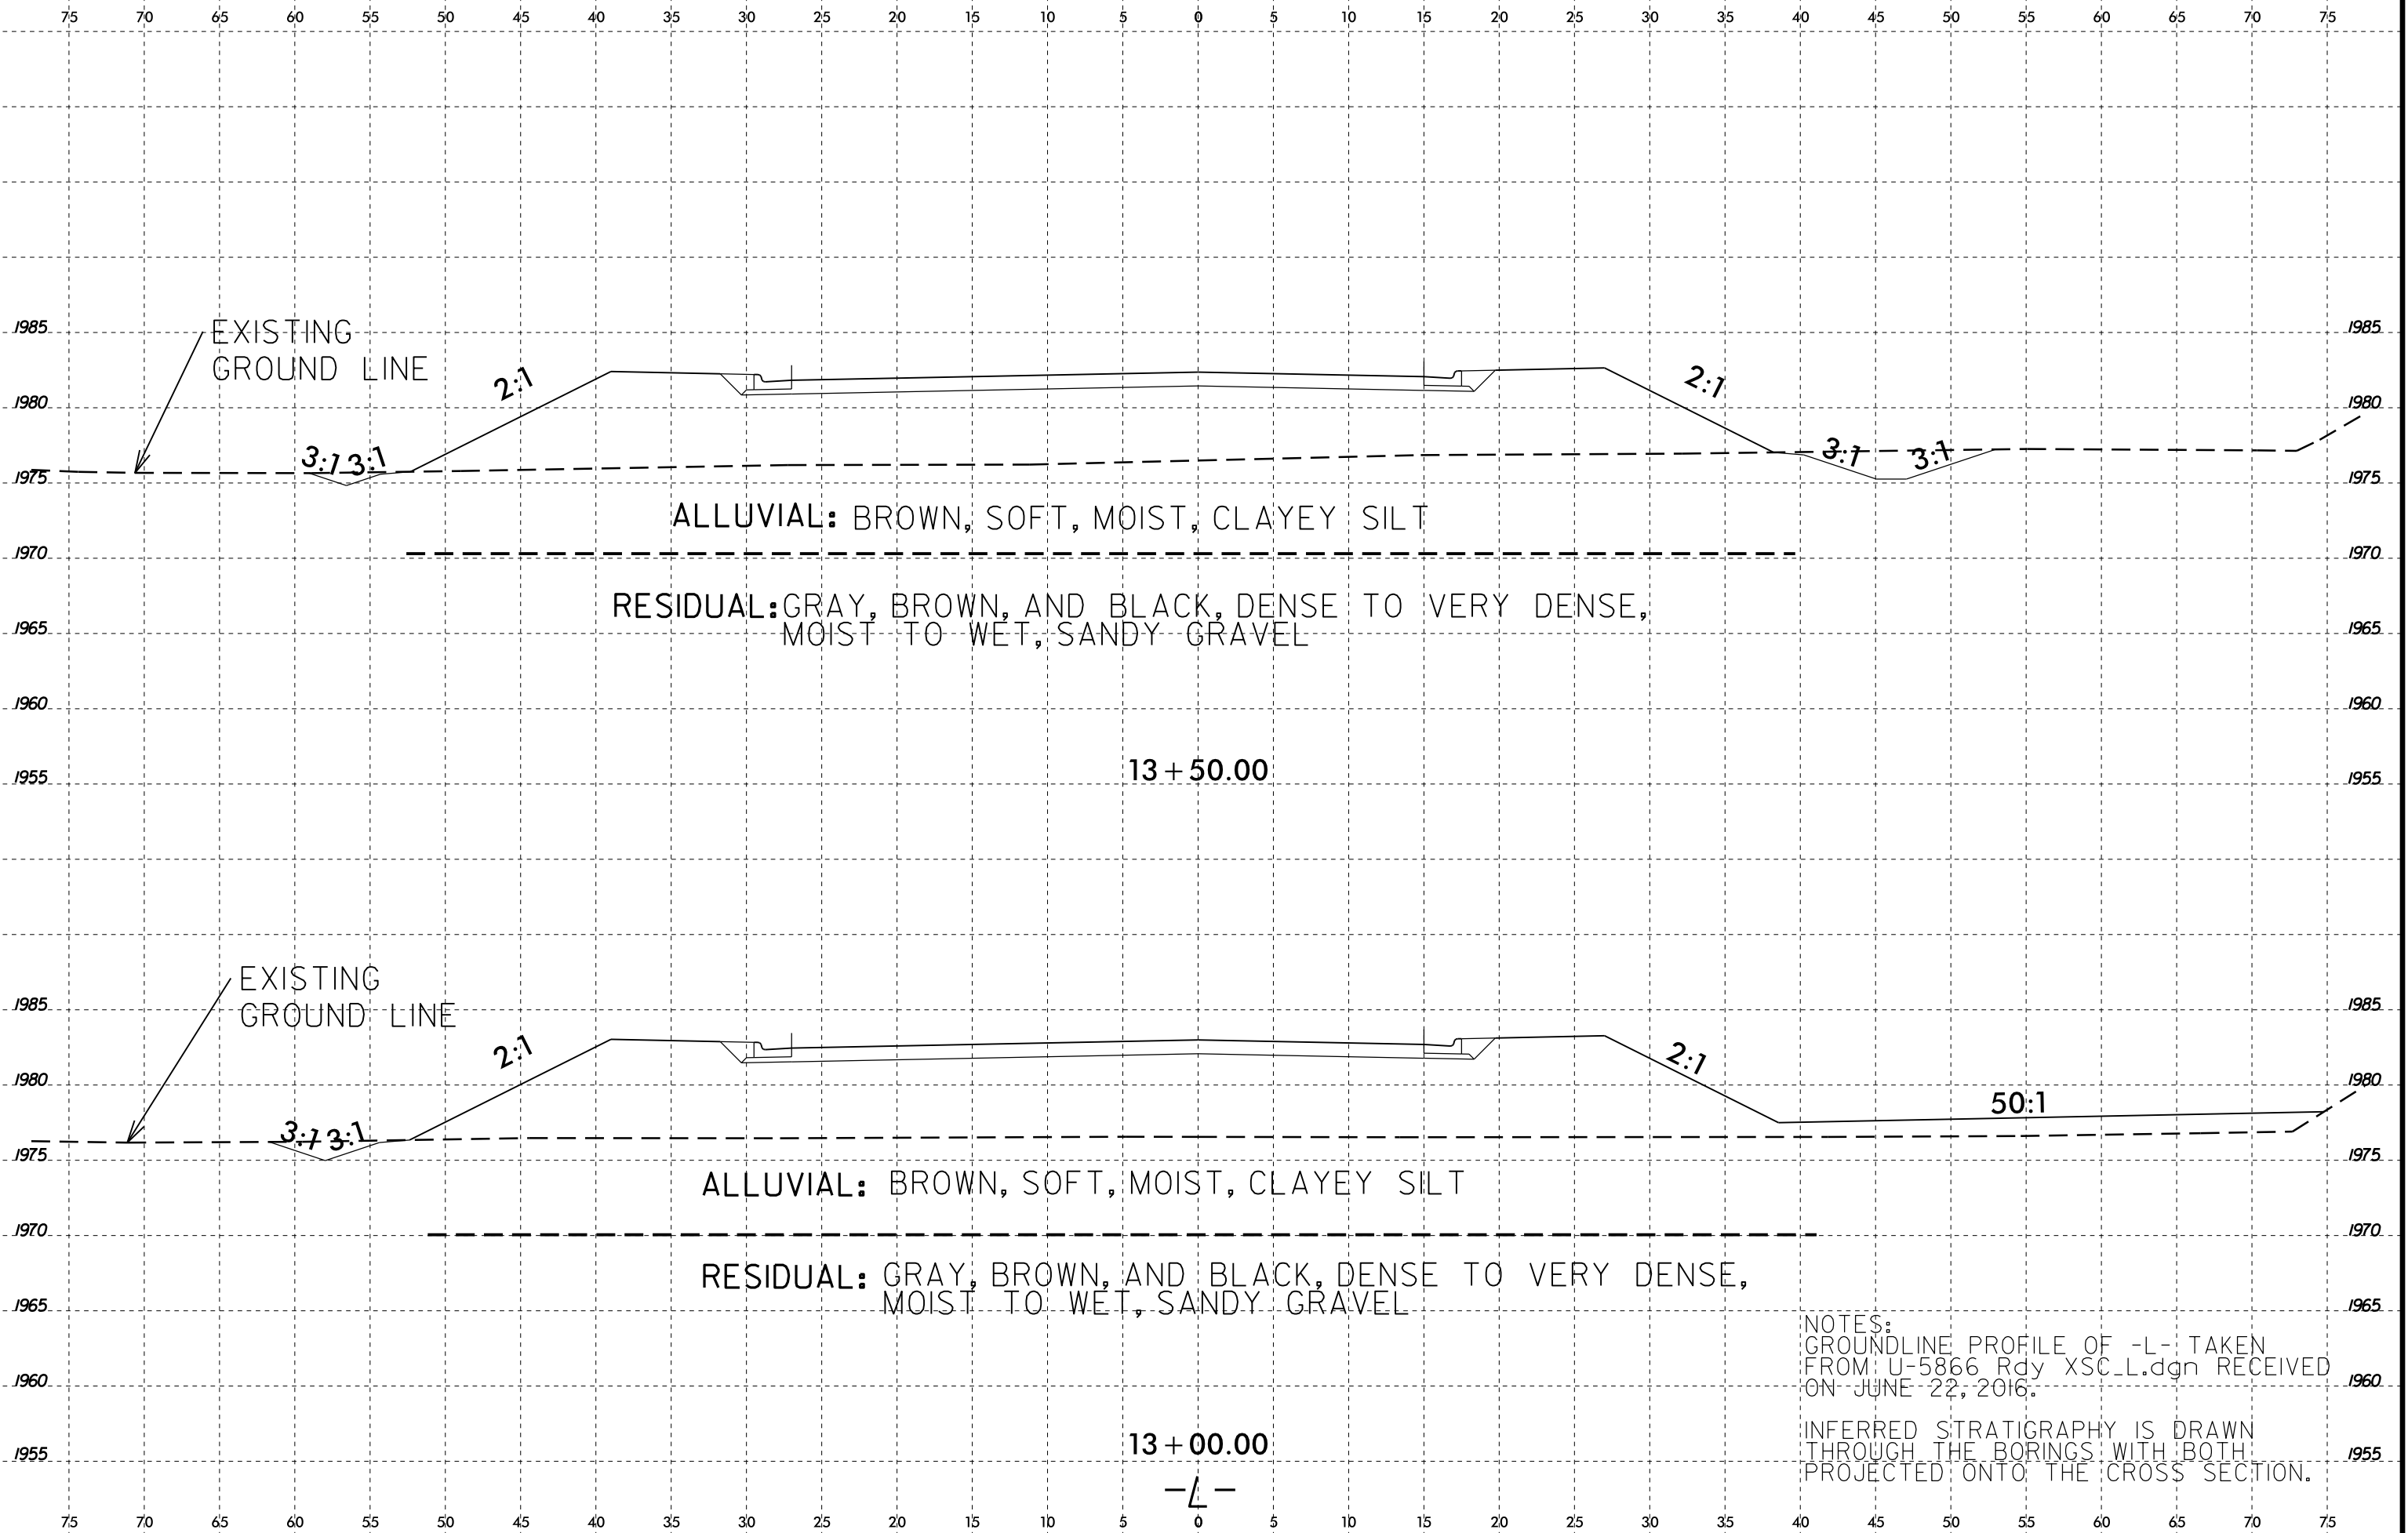 75 70 65 60 55 50 45 40 35 30 25 20 15 10 5 0 5 10 15 20 25 30 35 40 45 50 55 60 65 70 75
1985 EXISTING 1985
GROUND LINE
2:1 2:1
1980 1980
3:1 3:1 3:1 3:1
1975 1975
ALLUVIAL: BROWN, SOFT, MOIST, CLAYEY SILT
1970 1970
RESIDUAL: GRAY, BROWN, AND BLACK, DENSE TO VERY DENSE,
1965 MOIST TO WET, SANDY GRAVEL 1965
1960 1960
1955 13+50.00 1955
EXISTING
1985 GROUND LINE 1985
2:1 2:1
1980 50:1 1980
3:1 3:1
1975 1975
ALLUVIAL: BROWN, SOFT, MOIST, CLAYEY SILT
1970 1970
RESIDUAL: GRAY, BROWN, AND BLACK, DENSE TO VERY DENSE,
1965 MOIST TO WET, SANDY GRAVEL 1965
NOTES:
GROUNDLINE PROFILE OF -L- TAKEN
FROM U-5866 Rdy XSC_L.dgn RECEIVED
1960 ON JUNE 22, 2016. 1960
INFERRED STRATIGRAPHY IS DRAWN
1955 13+00.00 THROUGH THE BORINGS WITH BOTH 1955
PROJECTED ONTO THE CROSS SECTION.
-L-
75 70 65 60 55 50 45 40 35 30 25 20 15 10 5 0 5 10 15 20 25 30 35 40 45 50 55 60 65 70 75